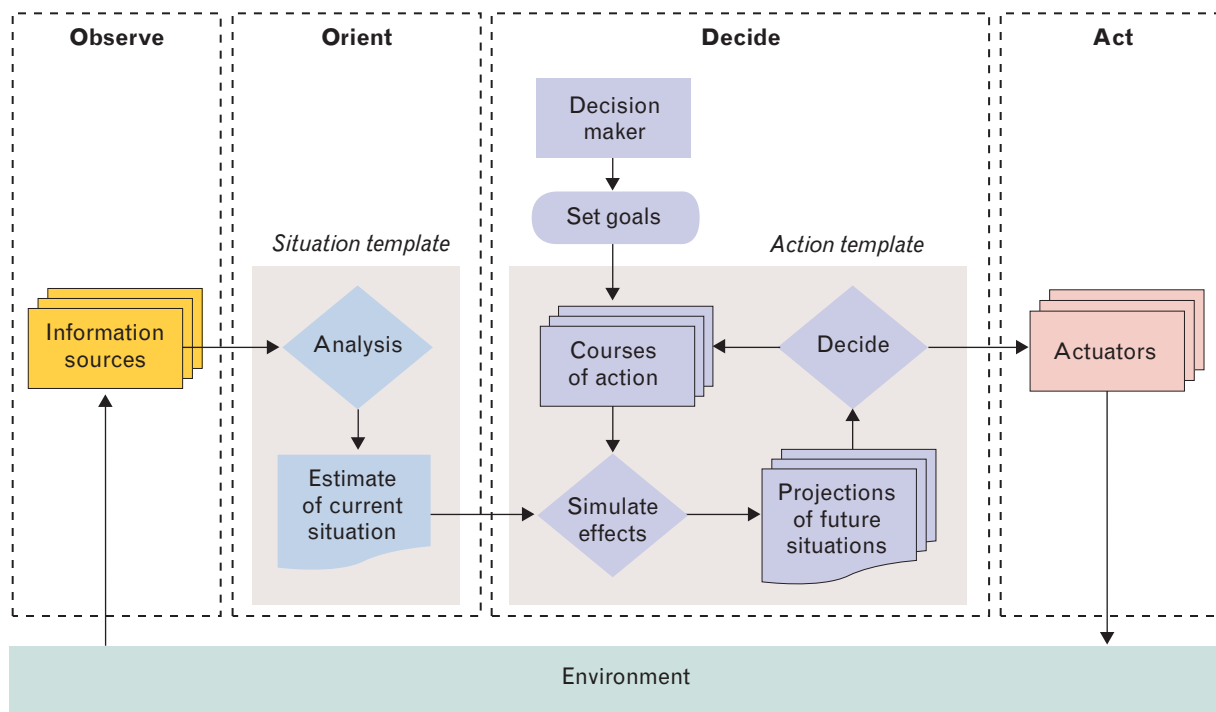 Observe
Orient
Decide
Act
Decision
maker
Set goals
Situation template
Action template
Information
sources
Analysis
Courses
of action
Decide
Actuators
Estimate
of current
situation
Simulate
effects
Projections
of future
situations
Environment